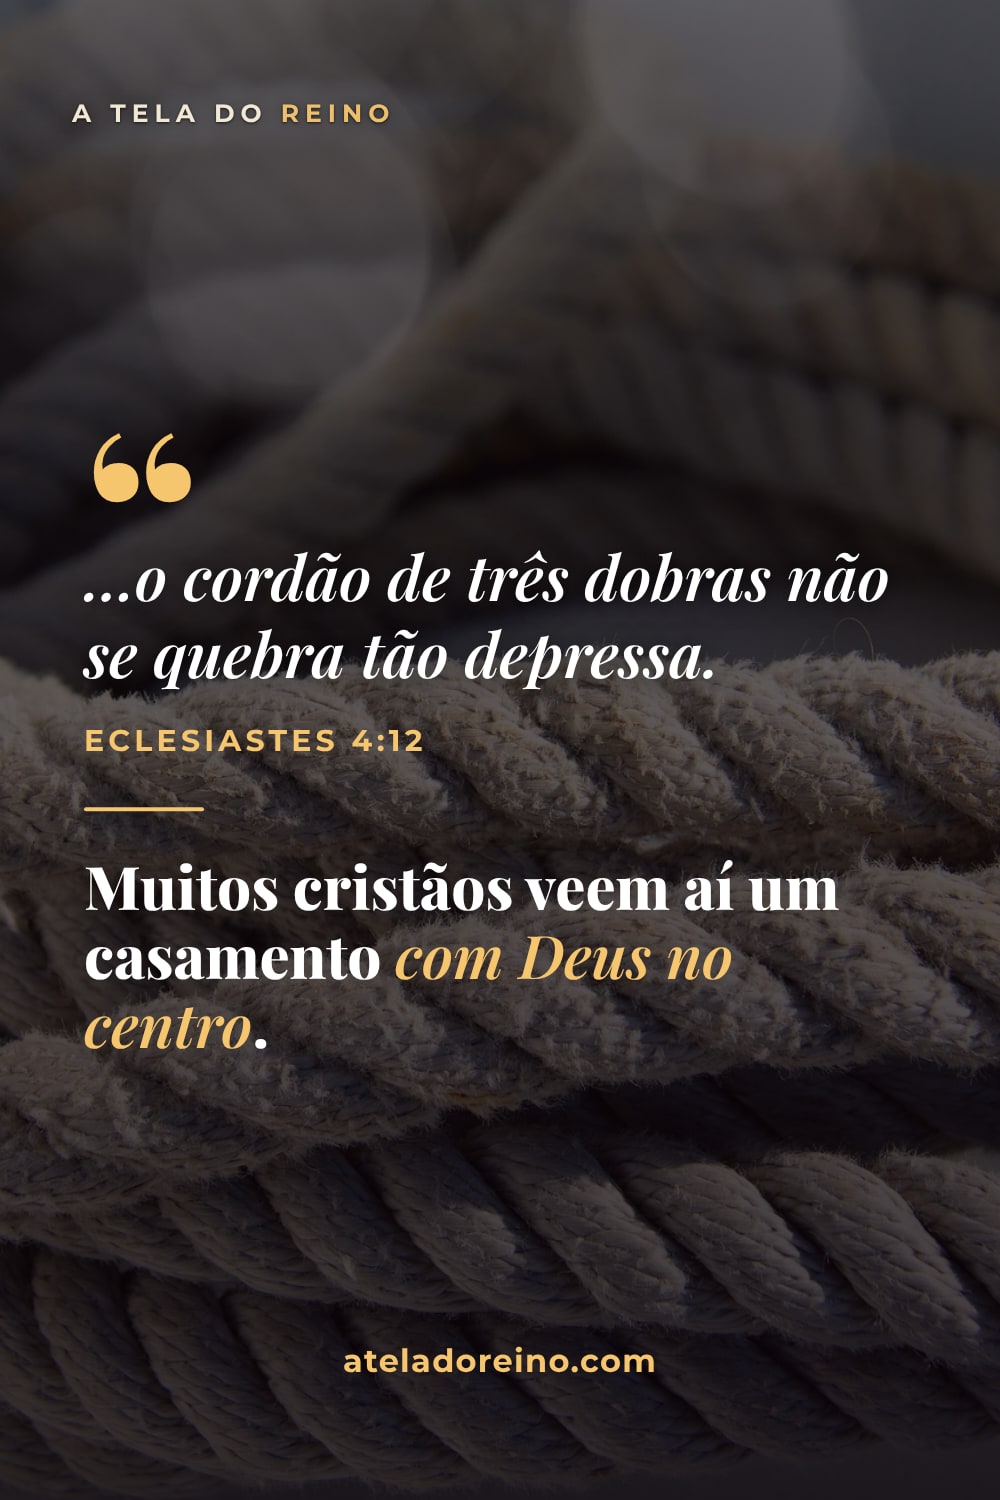 A TELA DO REINO
“
...o cordão de três dobras não
se quebra tão depressa.
ECLESIASTES 4:12
Muitos cristãos veem aí um
casamento com Deus no
centro.
ateladoreino.com